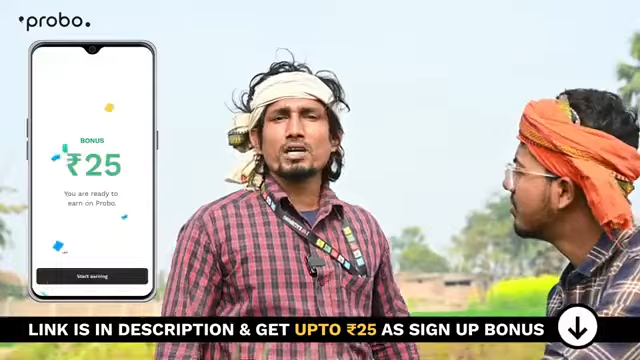 probo.
BONUS
₹25
You are ready to
earn on Probo.
Start earning
LINK IS IN DESCRIPTION & GET UPTO ₹25 AS SIGN UP BONUS